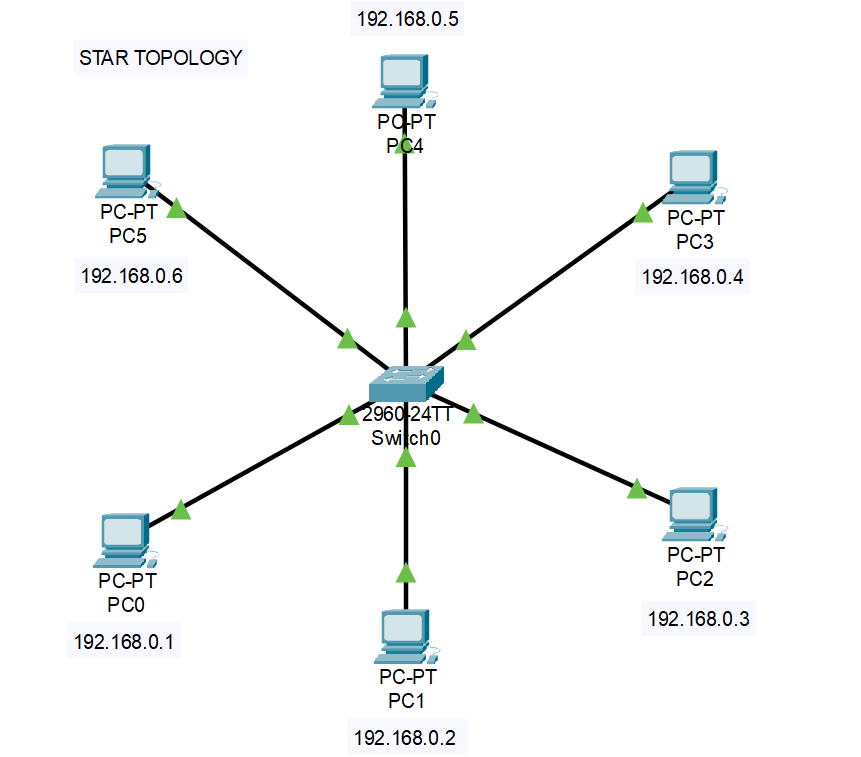 192.168.0.5
STAR TOPOLOGY
PC-PT
PC4
PC-PT
PC5
192.168.0.6
PC-PT
PC3
192.168.0.4
2960-24TT
Switch0
PC-PT
PC0
192.168.0.1
PC-PT
PC2
192.168.0.3
PC-PT
PC1
192.168.0.2